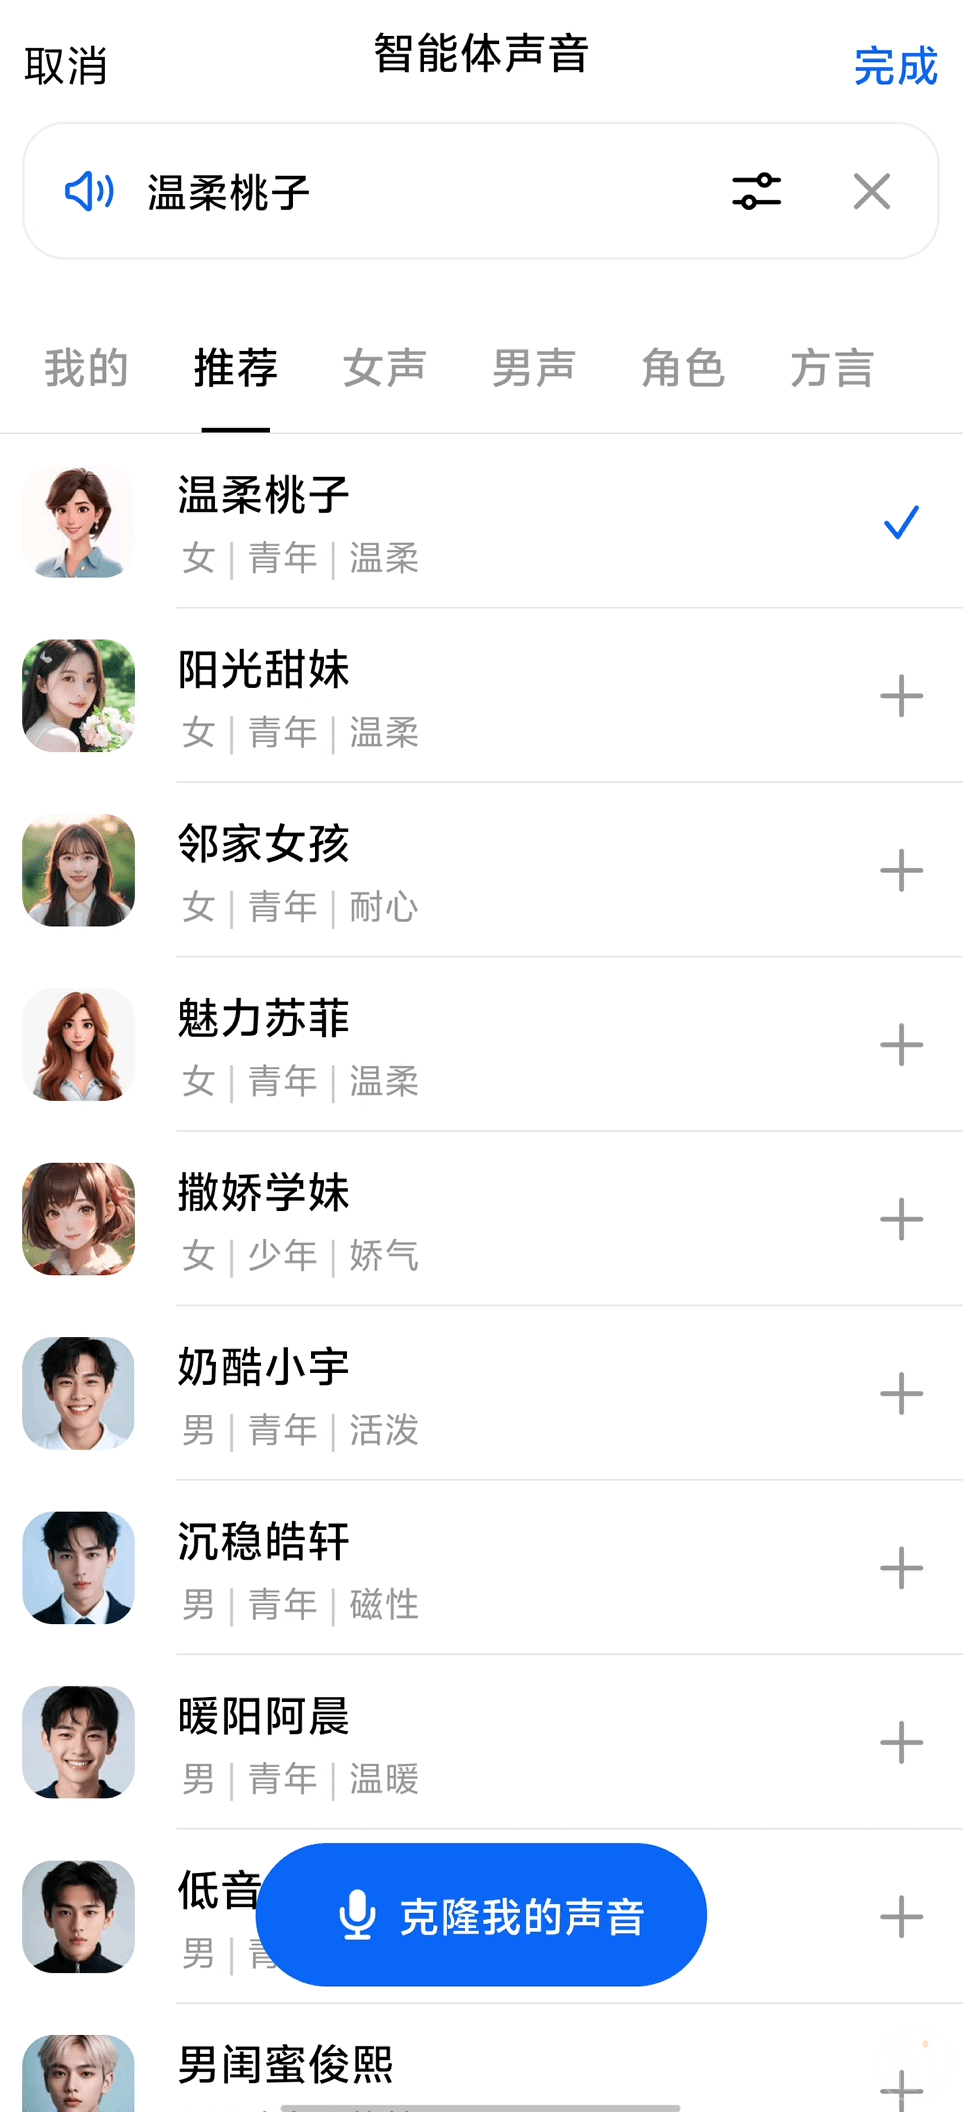 取消
智能体声音
完成
温柔桃子
我的 推荐 女声 男声 角色 方言
温柔桃子
女 | 青年 | 温柔
阳光甜妹
女 | 青年 | 温柔
邻家女孩
女 | 青年 | 耐心
魅力苏菲
女 | 青年 | 温柔
撒娇学妹
女 | 少年 | 娇气
奶酷小宇
男 | 青年 | 活泼
沉稳皓轩
男 | 青年 | 磁性
暖阳阿晨
男 | 青年 | 温暖
低音
男 | 青
克隆我的声音
男闺蜜俊熙